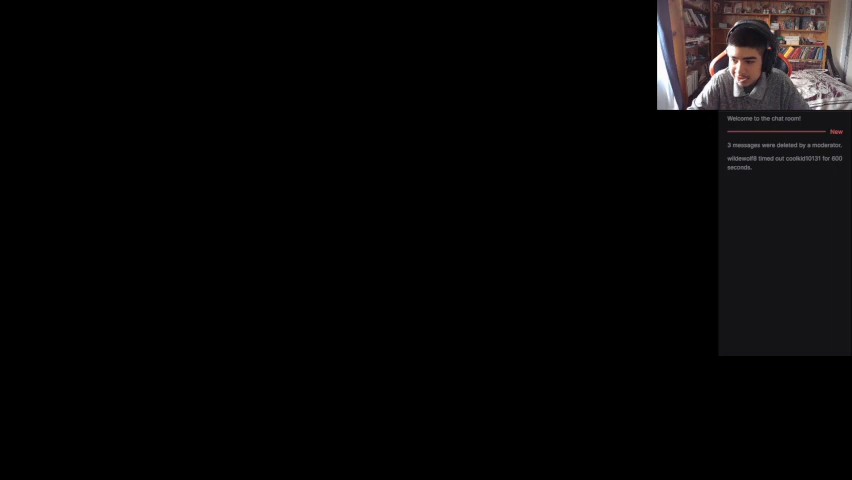 Welcome to the chat room!
New
3 messages were deleted by a moderator.
wildewolf8 timed out coolkid10131 for 600
seconds.